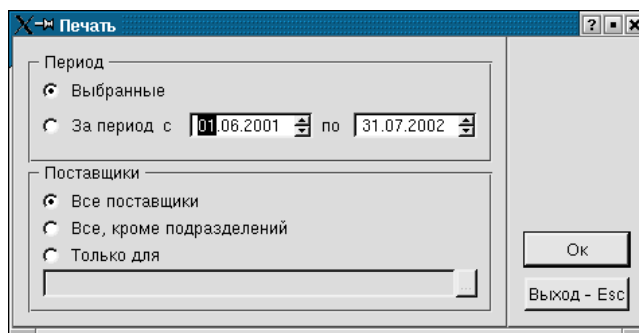 Печать
Период
Выбранные
За период с 01.06.2001 по 31.07.2002
Поставщики
Все поставщики
Все, кроме подразделений
Только для
...
Ок
Выход - Esc